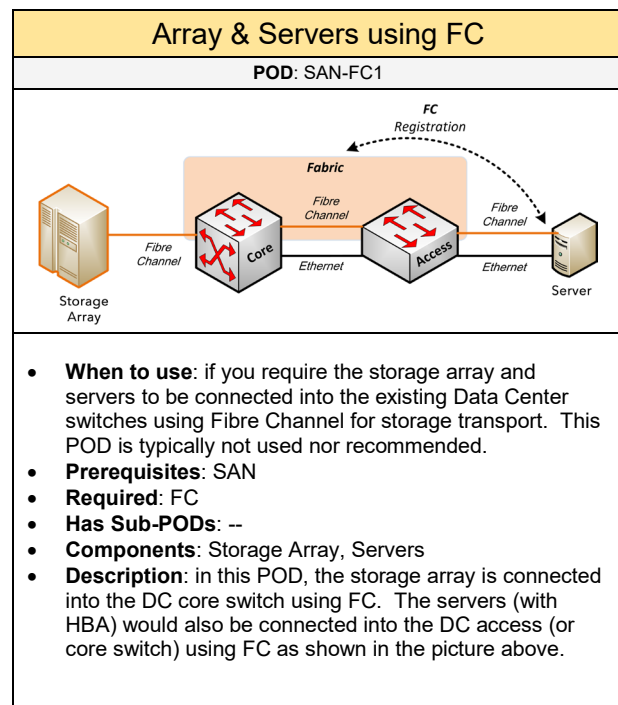 Array & Servers using FC
POD: SAN-FC1
FC
Registration
Fabric
Fibre
Channel
Fibre
Channel
Fibre
Channel
Core
Access
Ethernet
Ethernet
Storage
Array
Server
• When to use: if you require the storage array and
servers to be connected into the existing Data Center
switches using Fibre Channel for storage transport. This
POD is typically not used nor recommended.
• Prerequisites: SAN
• Required: FC
• Has Sub-PODs: --
• Components: Storage Array, Servers
• Description: in this POD, the storage array is connected
into the DC core switch using FC. The servers (with
HBA) would also be connected into the DC access (or
core switch) using FC as shown in the picture above.